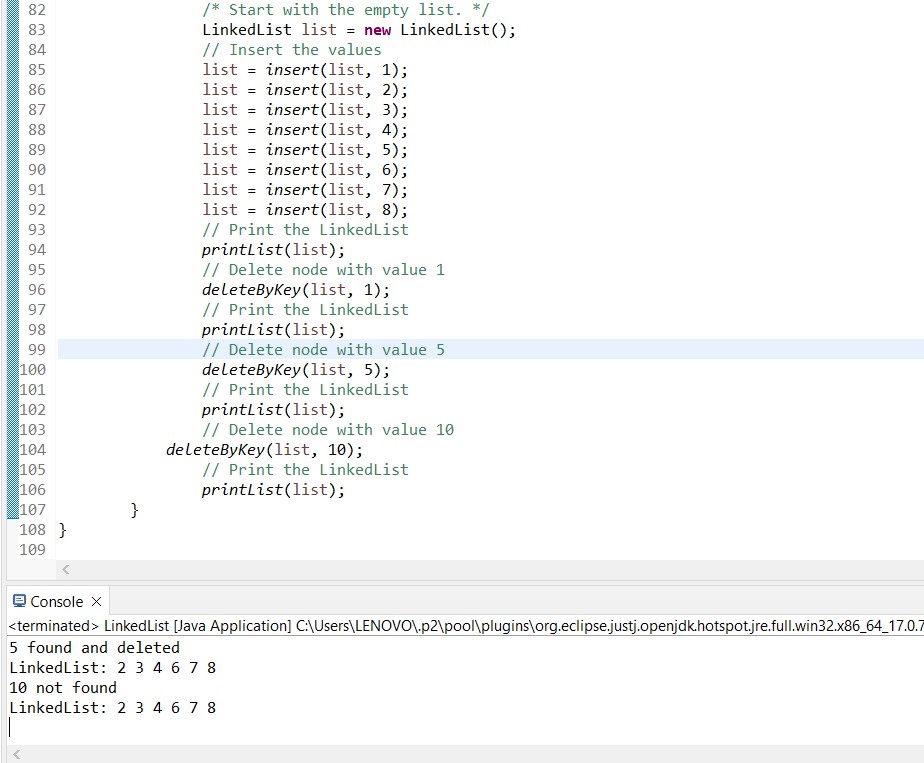 82 /* Start with the empty list. */
83 LinkedList list = new LinkedList();
84 // Insert the values
85 list = insert(list, 1);
86 list = insert(list, 2);
87 list = insert(list, 3);
88 list = insert(list, 4);
89 list = insert(list, 5);
90 list = insert(list, 6);
91 list = insert(list, 7);
92 list = insert(list, 8);
93 // Print the LinkedList
94 printList(list);
95 // Delete node with value 1
96 deleteByKey(list, 1);
97 // Print the LinkedList
98 printList(list);
99 // Delete node with value 5
100 deleteByKey(list, 5);
101 // Print the LinkedList
102 printList(list);
103 // Delete node with value 10
104 deleteByKey(list, 10);
105 // Print the LinkedList
106 printList(list);
107 }
108 }
109
Console
<terminated> LinkedList [Java Application] C:\Users\LENOVO\.p2\pool\plugins\org.eclipse.justj.openjdk.hotspot.jre.full.win32.x86_64_17.0.7
5 found and deleted
LinkedList: 2 3 4 6 7 8
10 not found
LinkedList: 2 3 4 6 7 8